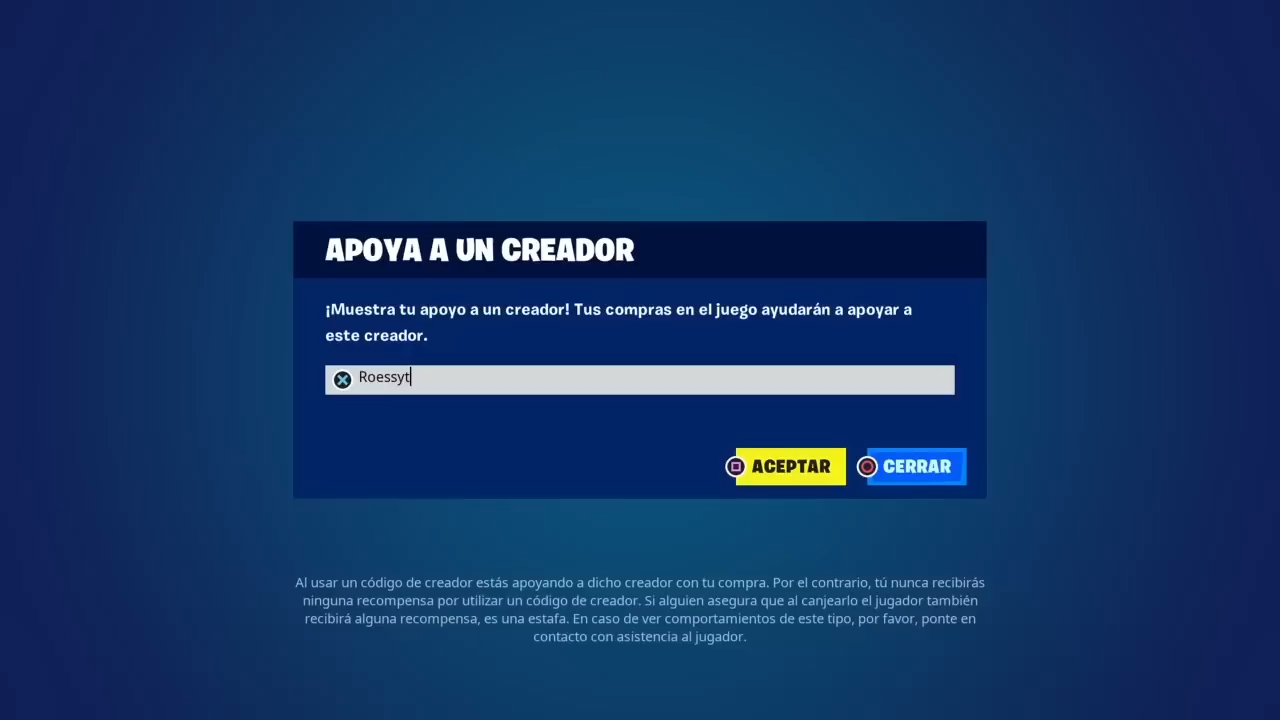 APOYA A UN CREADOR
¡Muestra tu apoyo a un creador! Tus compras en el juego ayudarán a apoyar a
este creador.
Roessyt
ACEPTAR
CERRAR
Al usar un código de creador estás apoyando a dicho creador con tu compra. Por el contrario, tú nunca recibirás
ninguna recompensa por utilizar un código de creador. Si alguien asegura que al canjearlo el jugador también
recibirá alguna recompensa, es una estafa. En caso de ver comportamientos de este tipo, por favor, ponte en
contacto con asistencia al jugador.